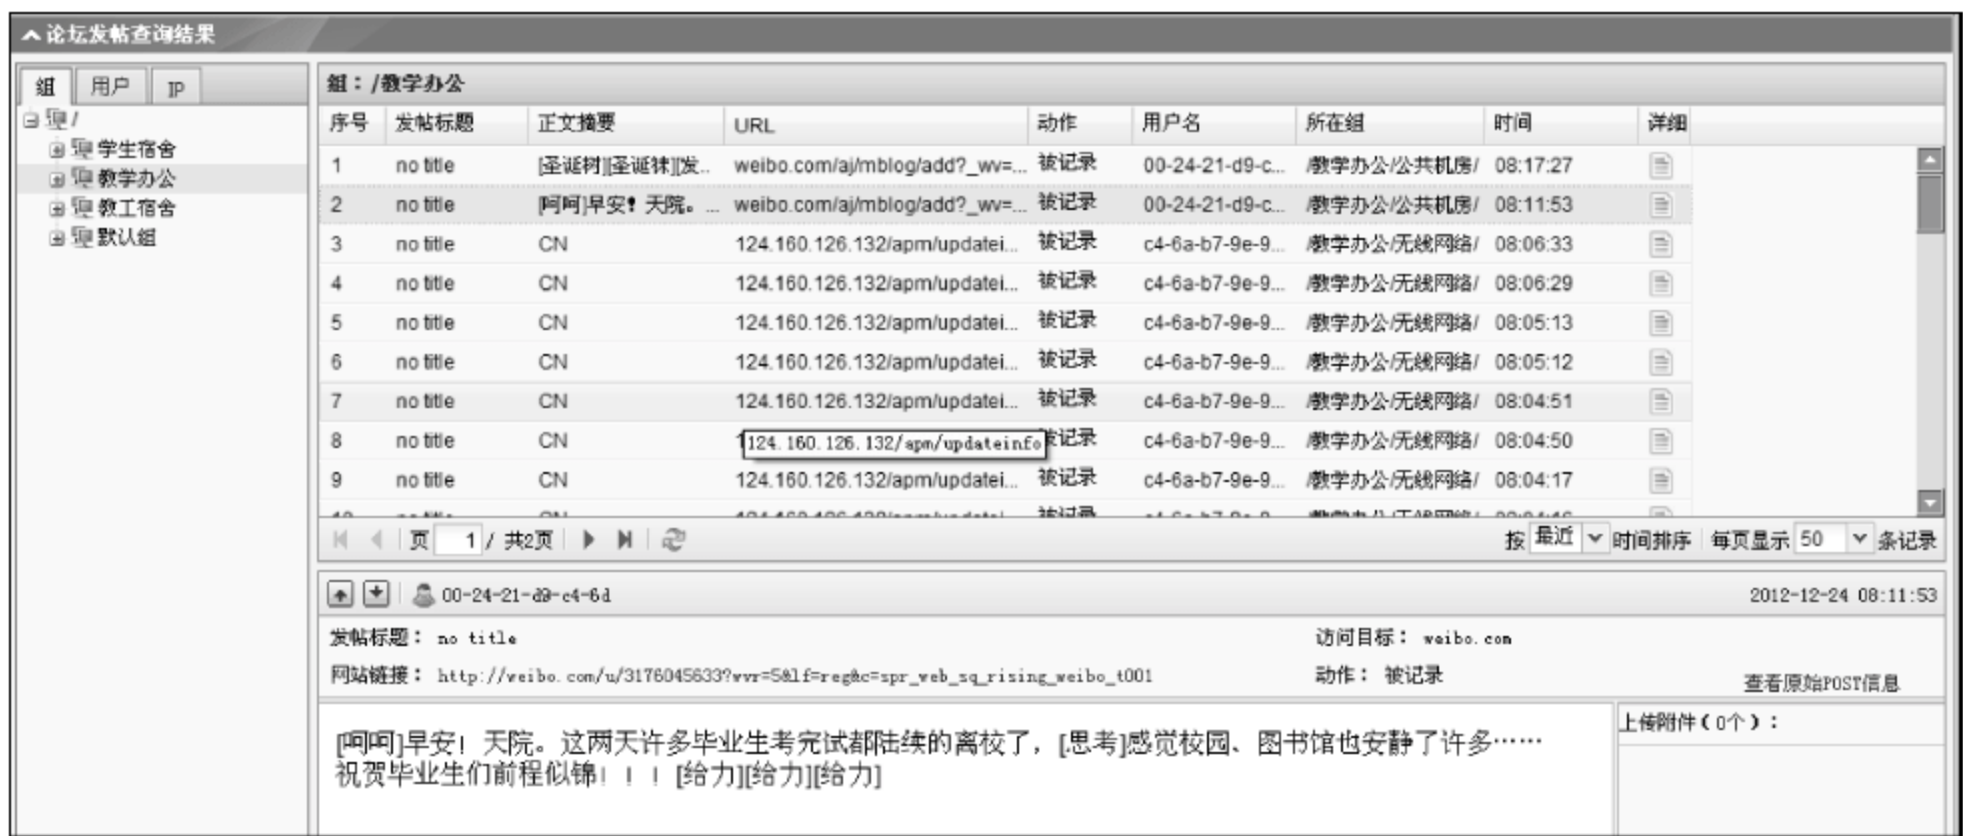 论坛发帖查询结果
组 用户 IP
/
学生宿舍
教学办公
教工宿舍
默认组
组：/教学办公
序号 发帖标题 正文摘要 URL 动作 用户名 所在组 时间 详细
1 no title [圣诞树][圣诞袜][发... weibo.com/aj/mblog/add?_wv=... 被记录 00-24-21-d9-c... /教学办公/公共机房/ 08:17:27
2 no title [呵呵]早安！天院。... weibo.com/aj/mblog/add?_wv=... 被记录 00-24-21-d9-c... /教学办公/公共机房/ 08:11:53
3 no title CN 124.160.126.132/apm/updatei... 被记录 c4-6a-b7-9e-9... /教学办公/无线网络/ 08:06:33
4 no title CN 124.160.126.132/apm/updatei... 被记录 c4-6a-b7-9e-9... /教学办公/无线网络/ 08:06:29
5 no title CN 124.160.126.132/apm/updatei... 被记录 c4-6a-b7-9e-9... /教学办公/无线网络/ 08:05:13
6 no title CN 124.160.126.132/apm/updatei... 被记录 c4-6a-b7-9e-9... /教学办公/无线网络/ 08:05:12
7 no title CN 124.160.126.132/apm/updatei... 被记录 c4-6a-b7-9e-9... /教学办公/无线网络/ 08:04:51
8 no title CN 124.160.126.132/apm/updateinfo 被记录 c4-6a-b7-9e-9... /教学办公/无线网络/ 08:04:50
9 no title CN 124.160.126.132/apm/updatei... 被记录 c4-6a-b7-9e-9... /教学办公/无线网络/ 08:04:17
页 1 / 共2页 按 最近 时间排序 每页显示 50 条记录
00-24-21-d9-c4-6d 2012-12-24 08:11:53
发帖标题： no title 访问目标： weibo.com
网站链接： http://weibo.com/u/3176045633?wvr=5&lf=reg&c=spr_web_sq_rising_weibo_t001 动作： 被记录 查看原始POST信息
[呵呵]早安！天院。这两天许多毕业生考完试都陆续的离校了，[思考]感觉校园、图书馆也安静了许多……
祝贺毕业生们前程似锦！！！[给力][给力][给力]
上传附件(0个)：